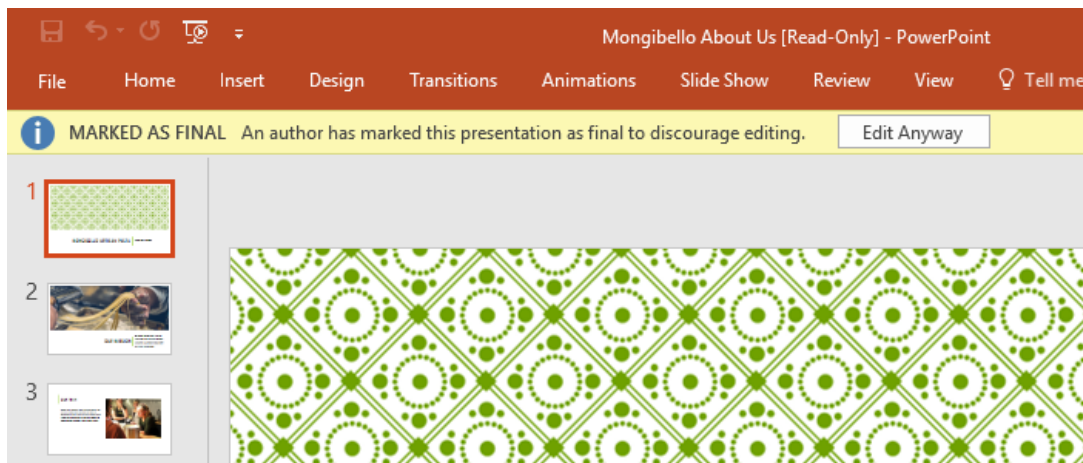 Mongibello About Us [Read-Only] - PowerPoint
File Home Insert Design Transitions Animations Slide Show Review View Tell me
MARKED AS FINAL An author has marked this presentation as final to discourage editing. Edit Anyway
1
2
3